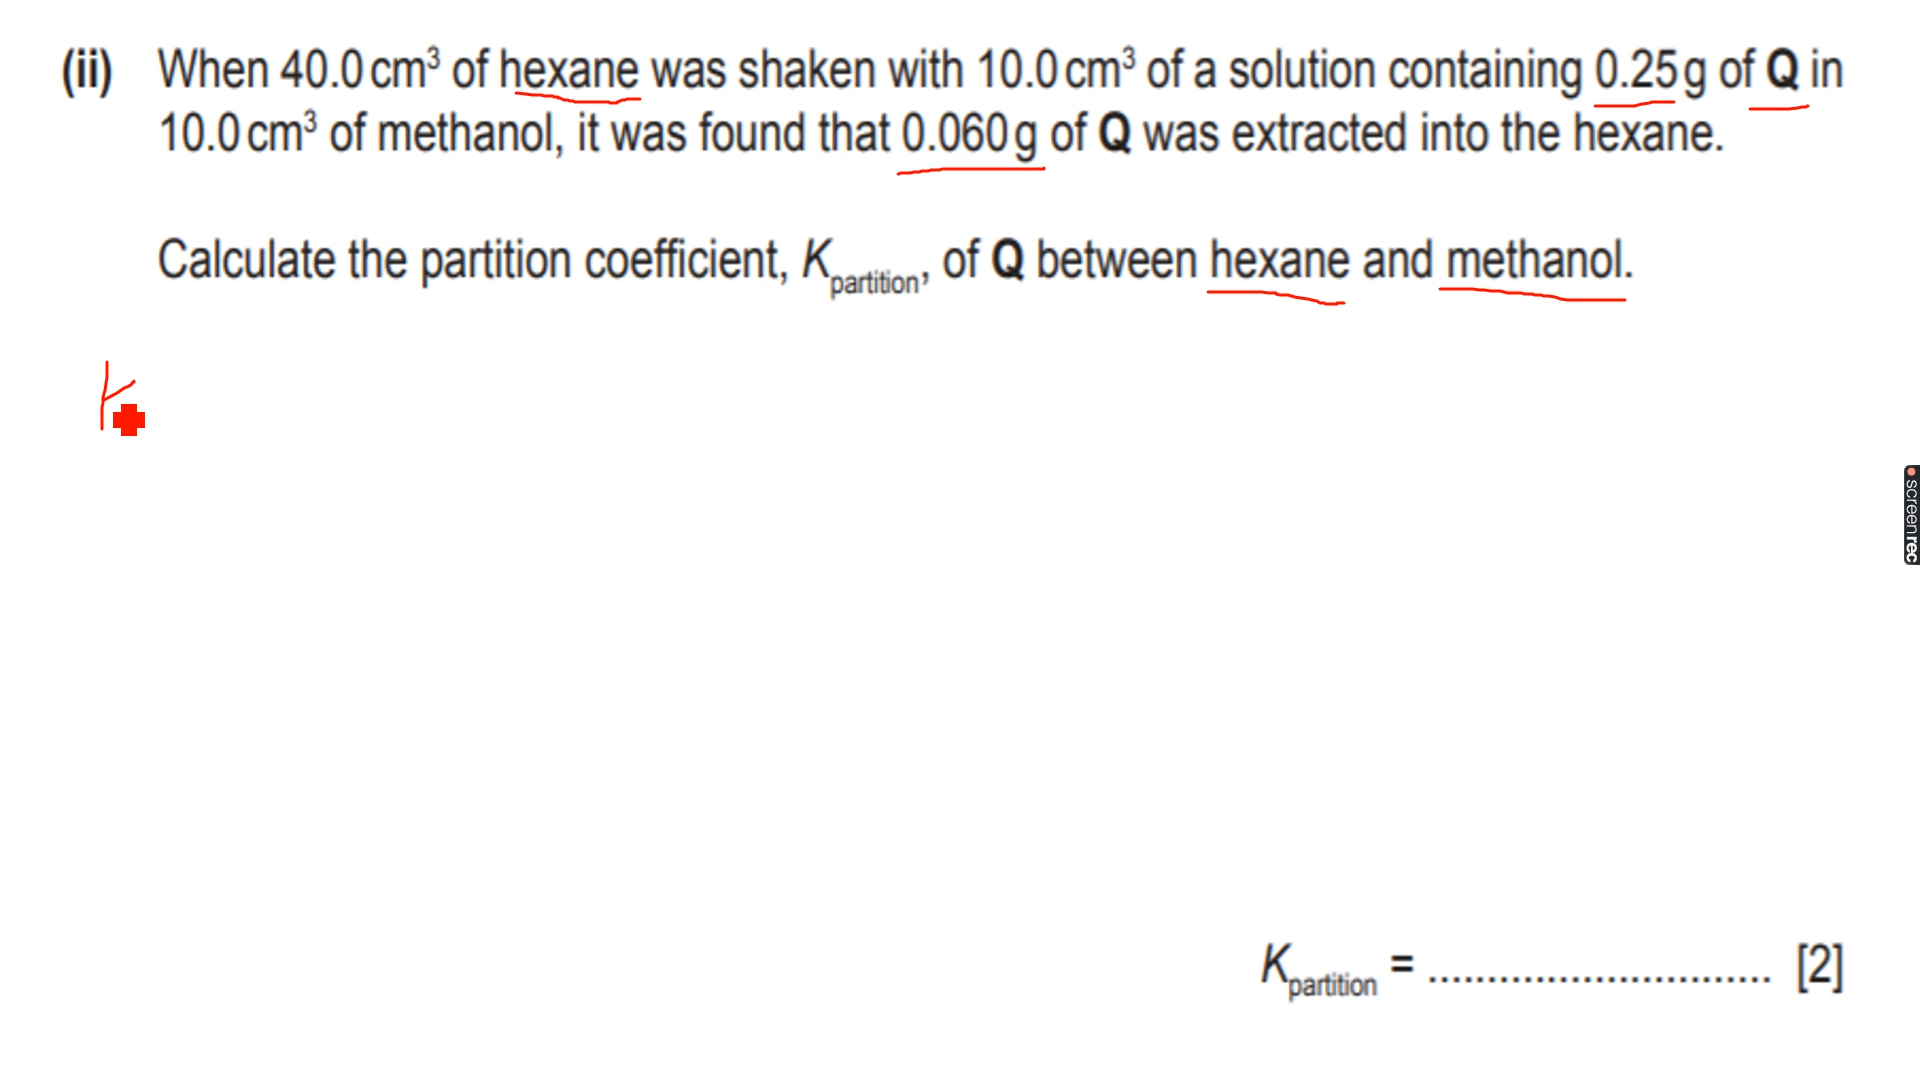 (ii) When 40.0 cm³ of hexane was shaken with 10.0 cm³ of a solution containing 0.25 g of Q in
10.0 cm³ of methanol, it was found that 0.060 g of Q was extracted into the hexane.
Calculate the partition coefficient, Kpartition, of Q between hexane and methanol.
Kpartition = ............................ [2]
screenrec